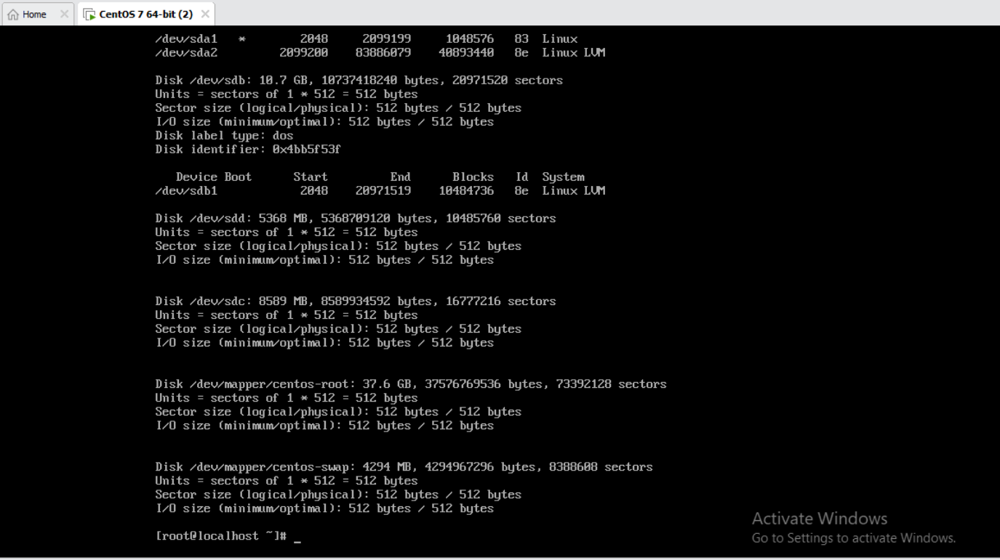 Home
CentOS 7 64-bit (2)
/dev/sda1 * 2048 2099199 1048576 83 Linux
/dev/sda2 2099200 83886079 40893440 8e Linux LVM
Disk /dev/sdb: 10.7 GB, 10737418240 bytes, 20971520 sectors
Units = sectors of 1 * 512 = 512 bytes
Sector size (logical/physical): 512 bytes / 512 bytes
I/O size (minimum/optimal): 512 bytes / 512 bytes
Disk label type: dos
Disk identifier: 0x4bb5f53f
Device Boot Start End Blocks Id System
/dev/sdb1 2048 20971519 10484736 8e Linux LVM
Disk /dev/sdd: 5368 MB, 5368709120 bytes, 10485760 sectors
Units = sectors of 1 * 512 = 512 bytes
Sector size (logical/physical): 512 bytes / 512 bytes
I/O size (minimum/optimal): 512 bytes / 512 bytes
Disk /dev/sdc: 8589 MB, 8589934592 bytes, 16777216 sectors
Units = sectors of 1 * 512 = 512 bytes
Sector size (logical/physical): 512 bytes / 512 bytes
I/O size (minimum/optimal): 512 bytes / 512 bytes
Disk /dev/mapper/centos-root: 37.6 GB, 37576769536 bytes, 73392128 sectors
Units = sectors of 1 * 512 = 512 bytes
Sector size (logical/physical): 512 bytes / 512 bytes
I/O size (minimum/optimal): 512 bytes / 512 bytes
Disk /dev/mapper/centos-swap: 4294 MB, 4294967296 bytes, 8388608 sectors
Units = sectors of 1 * 512 = 512 bytes
Sector size (logical/physical): 512 bytes / 512 bytes
I/O size (minimum/optimal): 512 bytes / 512 bytes
[root@localhost ~]# _
Activate Windows
Go to Settings to activate Windows.